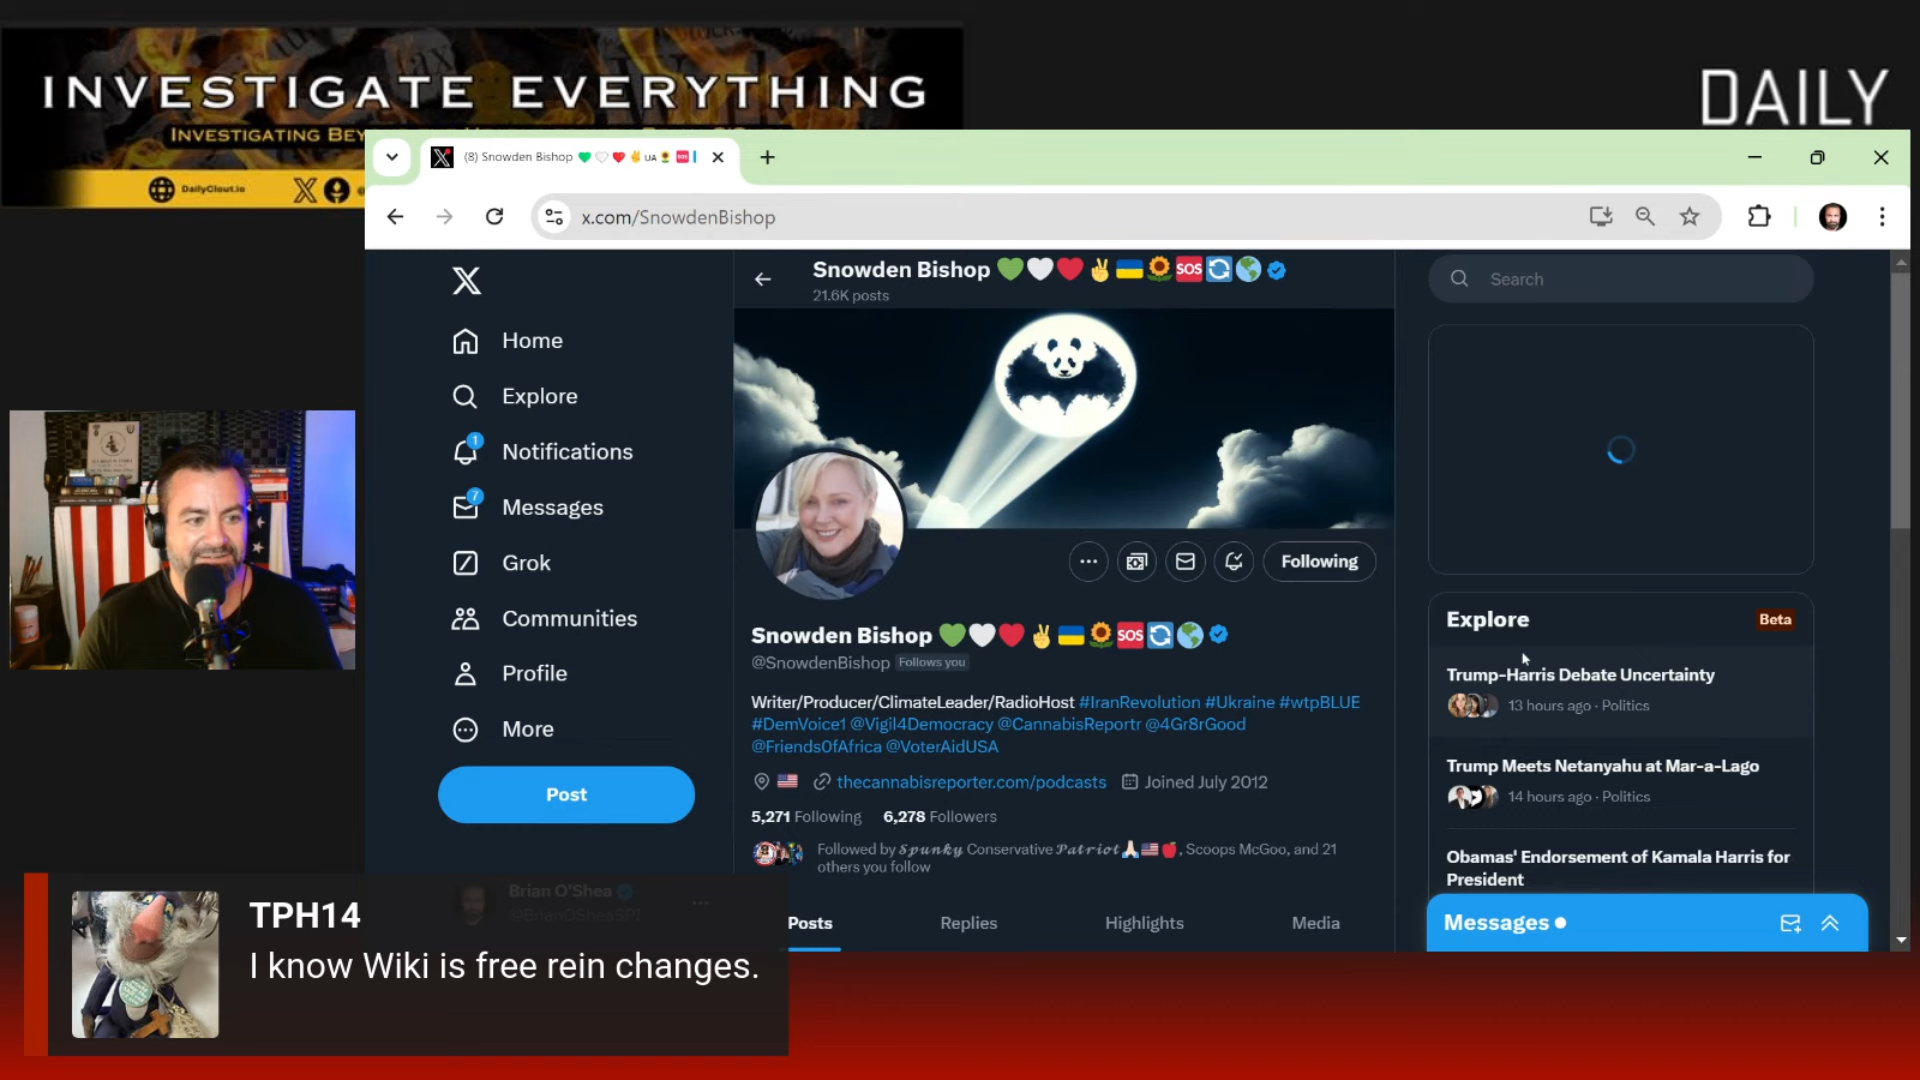 INVESTIGATE EVERYTHING
DAILY
INVESTIGATING BEY
DailyClout.io
(8) Snowden Bishop 💚🤍❤️✌️UA🌻🆘
x.com/SnowdenBishop
Snowden Bishop 💚🤍❤️✌️🇺🇦🌻🆘🔄🌎
21.6K posts
Search
Home
Explore
1
Notifications
7
Messages
Grok
Communities
Profile
More
Post
Following
Snowden Bishop 💚🤍❤️✌️🇺🇦🌻🆘🔄🌎
@SnowdenBishop Follows you
Writer/Producer/ClimateLeader/RadioHost #IranRevolution #Ukraine #wtpBLUE
#DemVoice1 @Vigil4Democracy @CannabisReportr @4Gr8rGood
@FriendsOfAfrica @VoterAidUSA
🇺🇸 thecannabisreporter.com/podcasts Joined July 2012
5,271 Following 6,278 Followers
Followed by 𝓢𝓹𝓾𝓷𝓴𝔂 Conservative 𝓟𝓪𝓽𝓻𝓲𝓸𝓽🙏🇺🇸🍎, Scoops McGoo, and 21
others you follow
Posts Replies Highlights Media
Explore
Beta
Trump-Harris Debate Uncertainty
13 hours ago · Politics
Trump Meets Netanyahu at Mar-a-Lago
14 hours ago · Politics
Obamas' Endorsement of Kamala Harris for
President
Messages
Brian O'Shea
@BrianOSheaSPI
TPH14
I know Wiki is free rein changes.